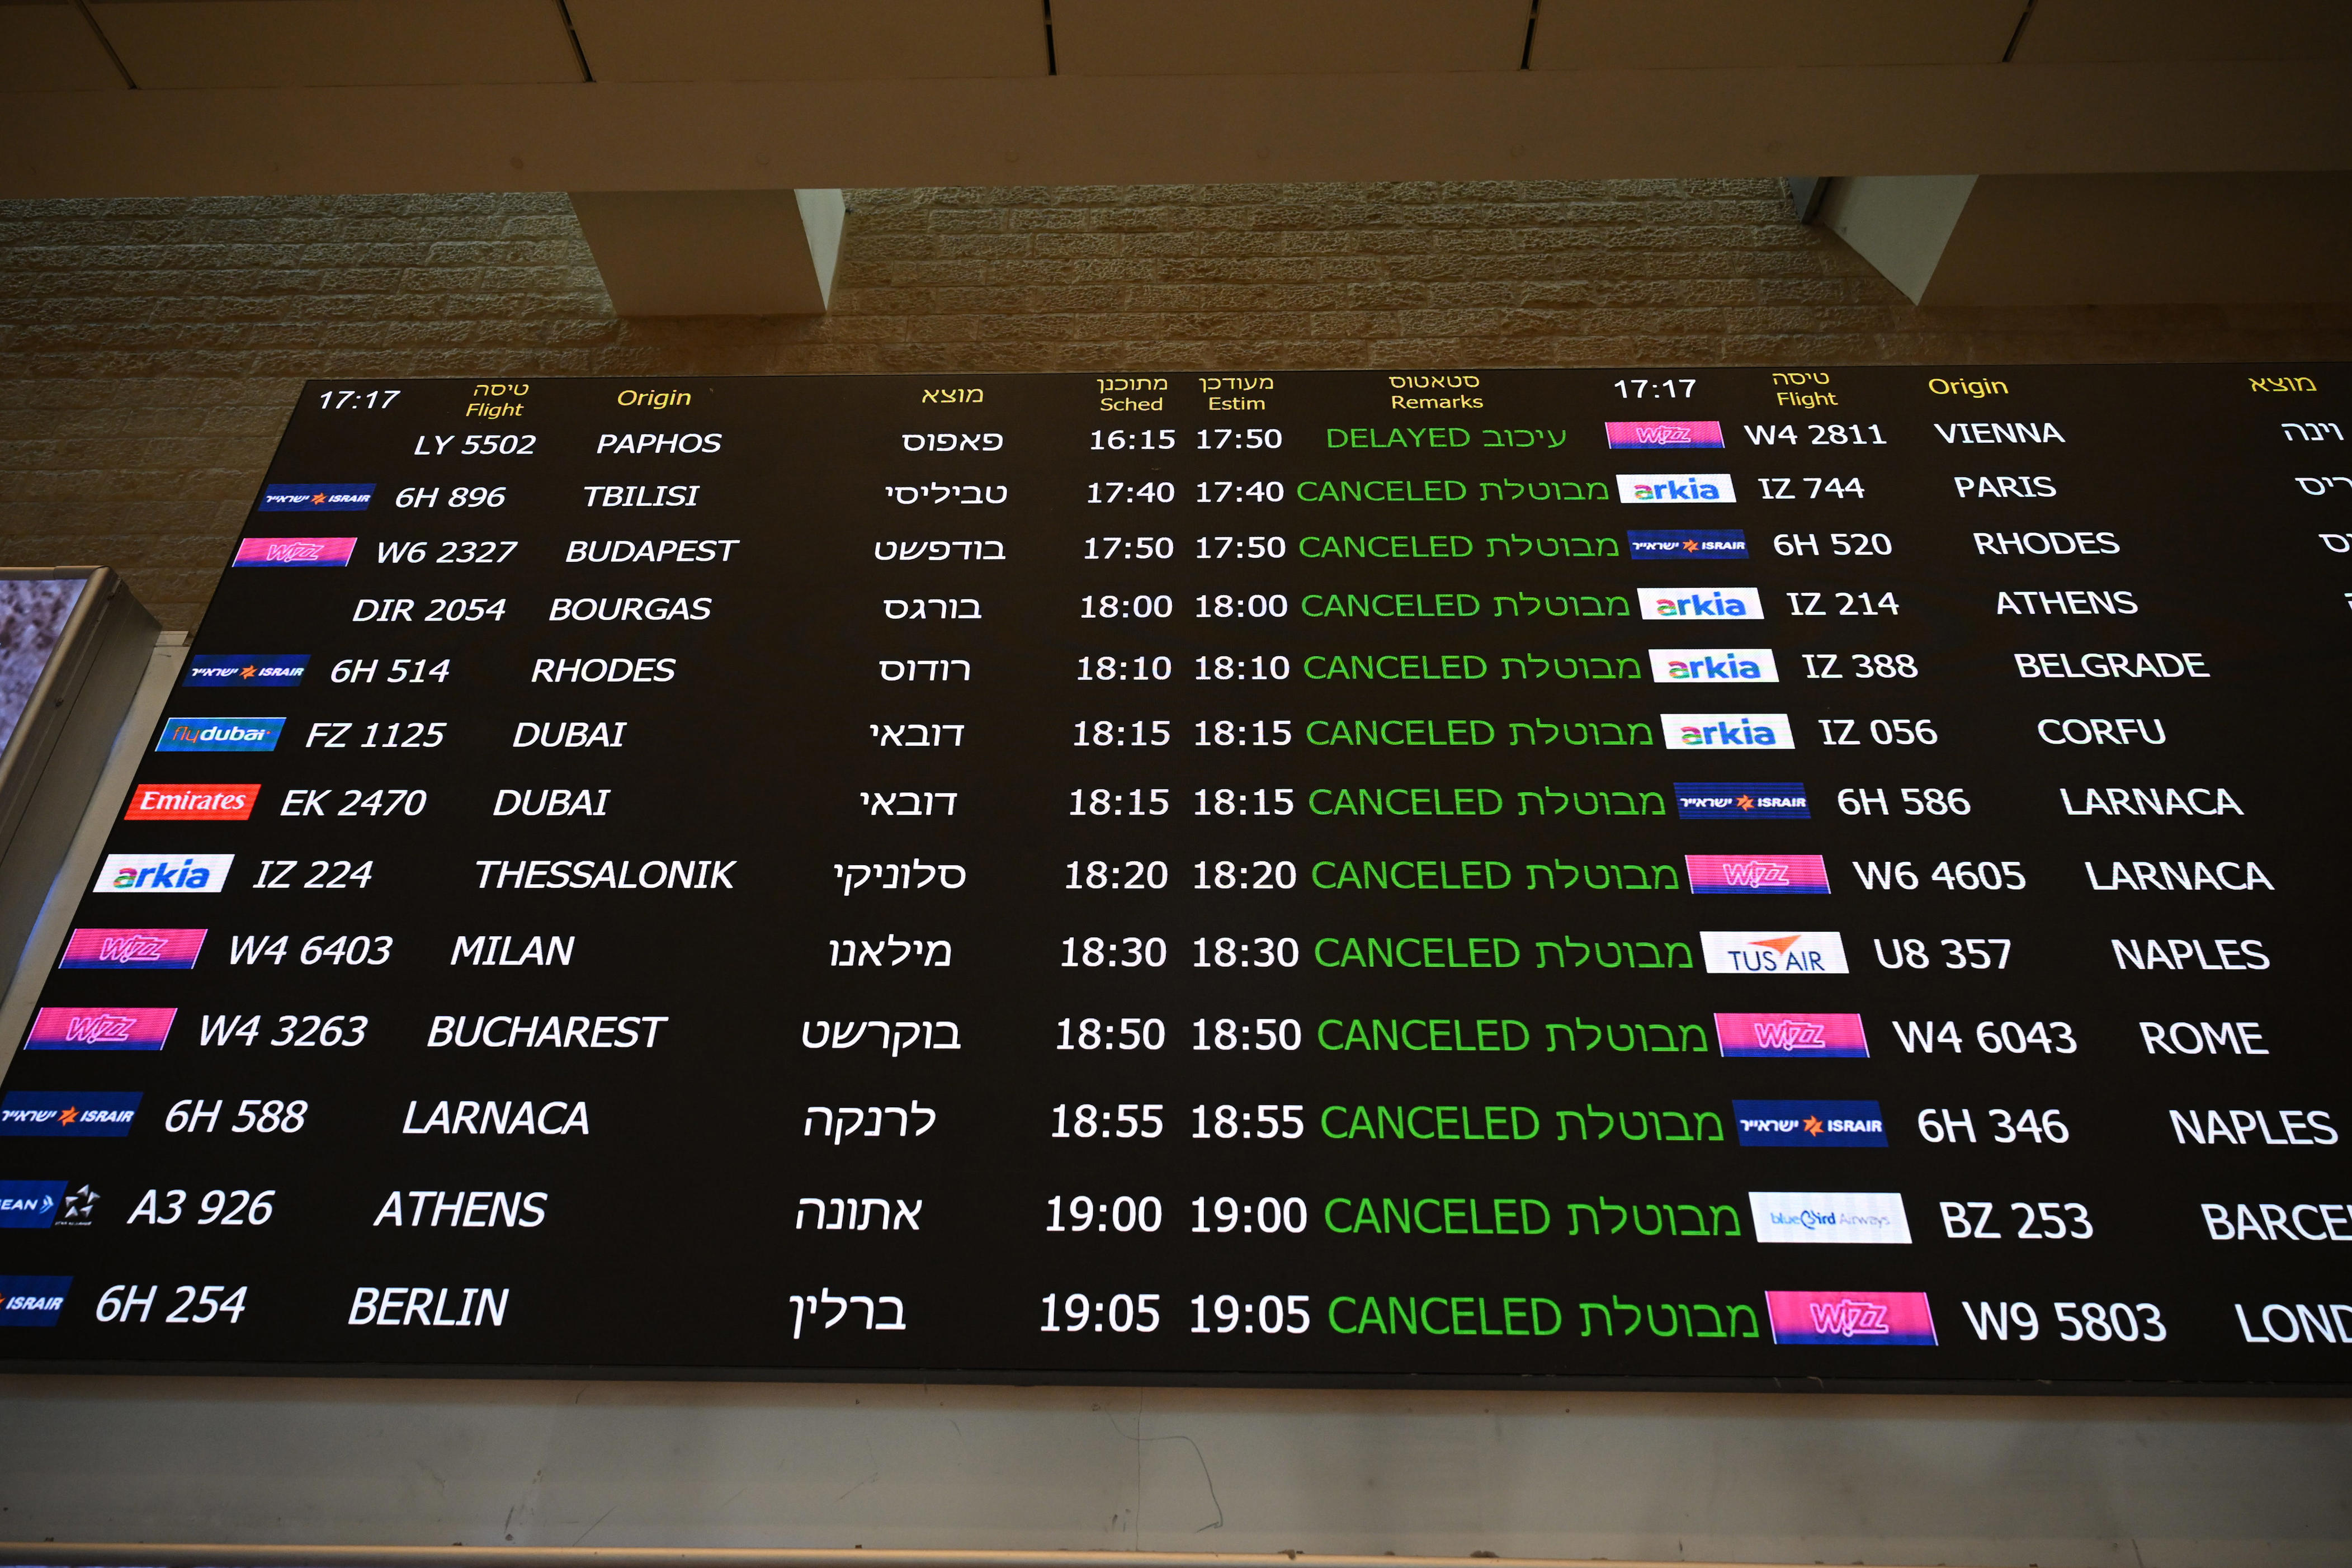 17:17 טיסה Flight Origin מוצא מתוכנן Sched מעודכן Estim סטאטוס Remarks 17:17 טיסה Flight Origin מוצא
LY 5502 PAPHOS פאפוס 16:15 17:50 DELAYED עיכוב WIZZ W4 2811 VIENNA וינה
ישראייר ISRAIR 6H 896 TBILISI טביליסי 17:40 17:40 CANCELED מבוטלת arkia IZ 744 PARIS
WIZZ W6 2327 BUDAPEST בודפשט 17:50 17:50 CANCELED מבוטלת ישראייר ISRAIR 6H 520 RHODES
DIR 2054 BOURGAS בורגס 18:00 18:00 CANCELED מבוטלת arkia IZ 214 ATHENS
ישראייר ISRAIR 6H 514 RHODES רודוס 18:10 18:10 CANCELED מבוטלת arkia IZ 388 BELGRADE
flydubai FZ 1125 DUBAI דובאי 18:15 18:15 CANCELED מבוטלת arkia IZ 056 CORFU
Emirates EK 2470 DUBAI דובאי 18:15 18:15 CANCELED מבוטלת ישראייר ISRAIR 6H 586 LARNACA
arkia IZ 224 THESSALONIK סלוניקי 18:20 18:20 CANCELED מבוטלת WIZZ W6 4605 LARNACA
WIZZ W4 6403 MILAN מילאנו 18:30 18:30 CANCELED מבוטלת TUS AIR U8 357 NAPLES
WIZZ W4 3263 BUCHAREST בוקרשט 18:50 18:50 CANCELED מבוטלת WIZZ W4 6043 ROME
ישראייר ISRAIR 6H 588 LARNACA לרנקה 18:55 18:55 CANCELED מבוטלת ישראייר ISRAIR 6H 346 NAPLES
EAN A3 926 ATHENS אתונה 19:00 19:00 CANCELED מבוטלת blueBird Airways BZ 253 BARCE
ISRAIR 6H 254 BERLIN ברלין 19:05 19:05 CANCELED מבוטלת WIZZ W9 5803 LOND